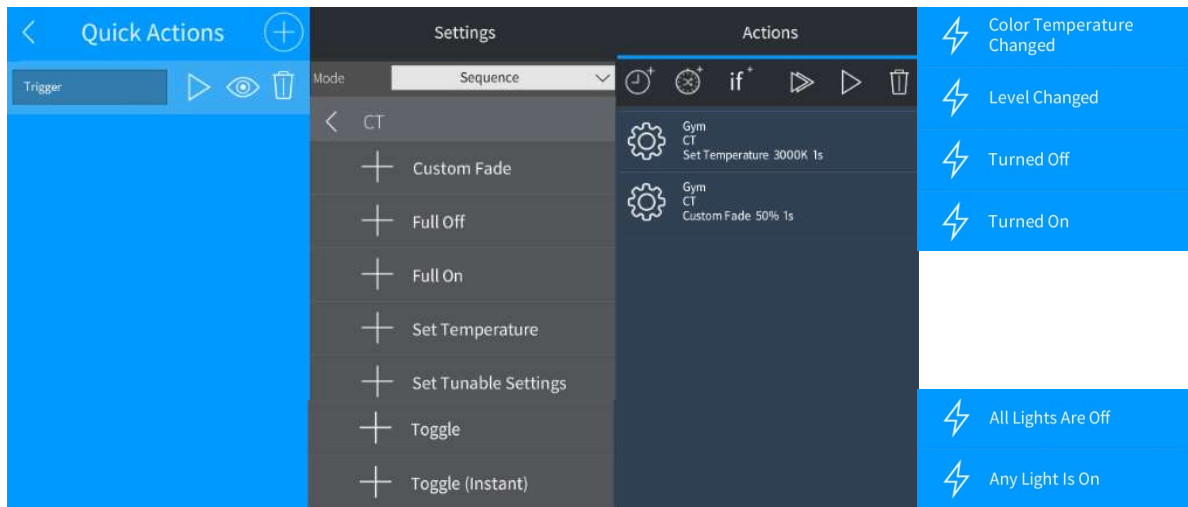 Quick Actions
Trigger
Settings
Mode
Sequence
CT
Custom Fade
Full Off
Full On
Set Temperature
Set Tunable Settings
Toggle
Toggle (Instant)
Actions
if+
Gym
CT
Set Temperature 3000K 1s
Gym
CT
Custom Fade 50% 1s
Color Temperature
Changed
Level Changed
Turned Off
Turned On
All Lights Are Off
Any Light Is On